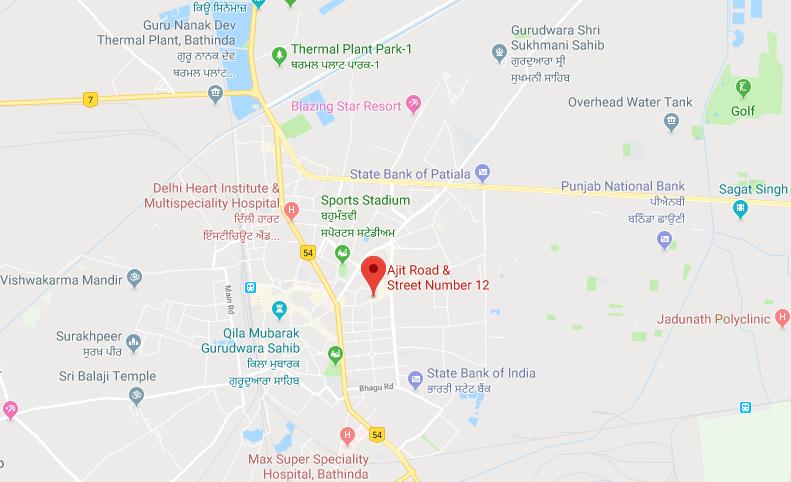 ਕਿਊ ਸਿਨੇਮਾਜ਼
Guru Nanak Dev
Thermal Plant, Bathinda
ਗੁਰੂ ਨਾਨਕ ਦੇਵ
ਥਰਮਲ ਪਲਾਂਟ...
Thermal Plant Park-1
ਥਰਮਲ ਪਲਾਂਟ ਪਾਰਕ-1
Gurudwara Shri
Sukhmani Sahib
ਗੁਰਦੁਆਰਾ ਸ੍ਰੀ
ਸੁਖਮਨੀ ਸਾਹਿਬ
7
Blazing Star Resort
Overhead Water Tank
Golf
State Bank of Patiala
Delhi Heart Institute &
Multispeciality Hospital
ਦਿੱਲੀ ਹਾਰਟ
ਇੰਸਟੀਚਿਊਟ ਐਂਡ...
Sports Stadium
ਬਹੁਮੰਤਵੀ
ਸਪੋਰਟਸ ਸਟੇਡੀਅਮ
Punjab National Bank
ਪੀਐਨਬੀ
ਬਠਿੰਡਾ ਛਾਉਣੀ
Sagat Singh
54
Ajit Road &
Street Number 12
Vishwakarma Mandir
Main Rd
Qila Mubarak
Gurudwara Sahib
ਕਿਲਾ ਮੁਬਾਰਕ
ਗੁਰੂਦੁਆਰਾ ਸਾਹਿਬ
Surakhpeer
ਸੁਰਖ਼ ਪੀਰ
Sri Balaji Temple
Jadunath Polyclinic
State Bank of India
ਭਾਰਤੀ ਸਟੇਟ ਬੈਂਕ
Bhagu Rd
54
Max Super Speciality
Hospital, Bathinda